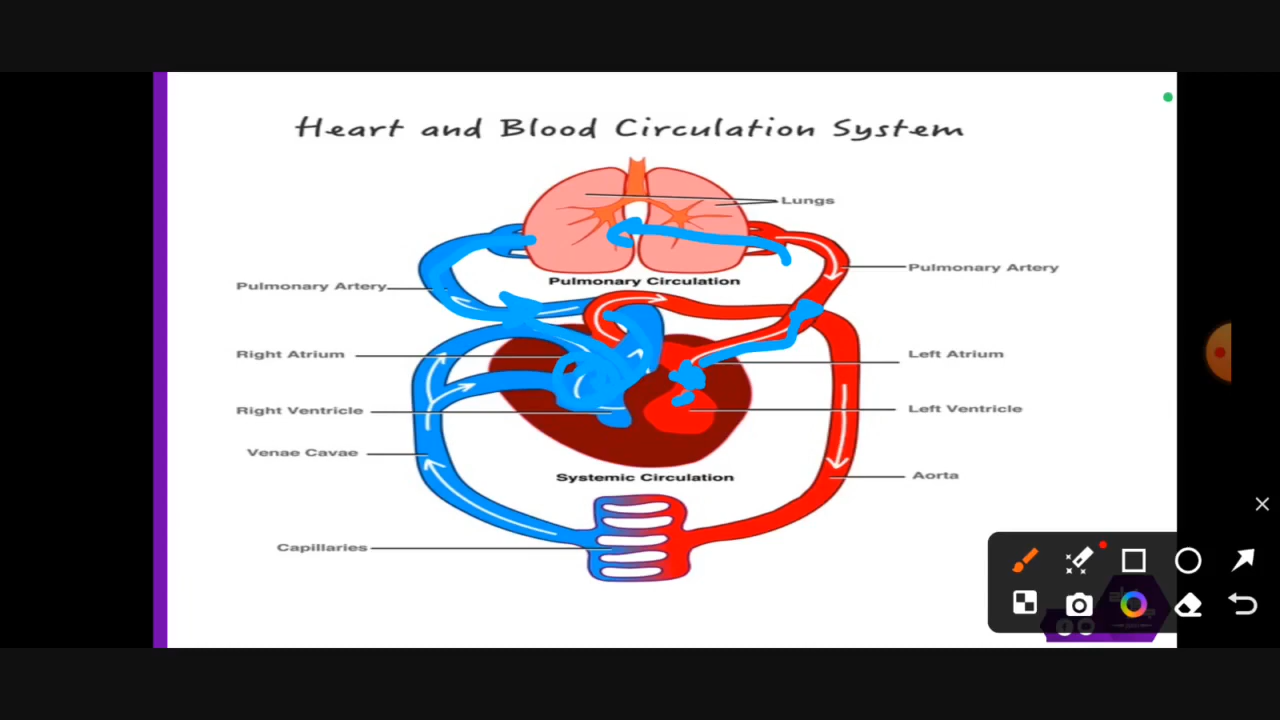 Heart and Blood Circulation System
Lungs
Pulmonary Circulation
Pulmonary Artery
Pulmonary Artery
Right Atrium
Left Atrium
Right Ventricle
Left Ventricle
Venae Cavae
Systemic Circulation
Aorta
Capillaries